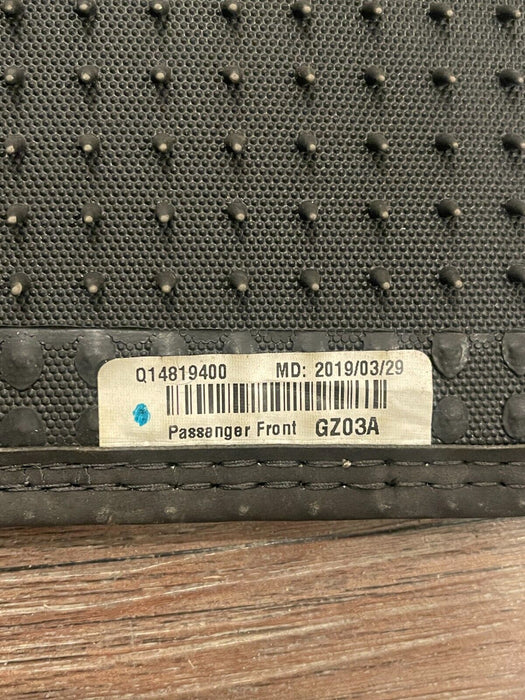 Q14819400 MD: 2019/03/29
Passenger Front GZ03A